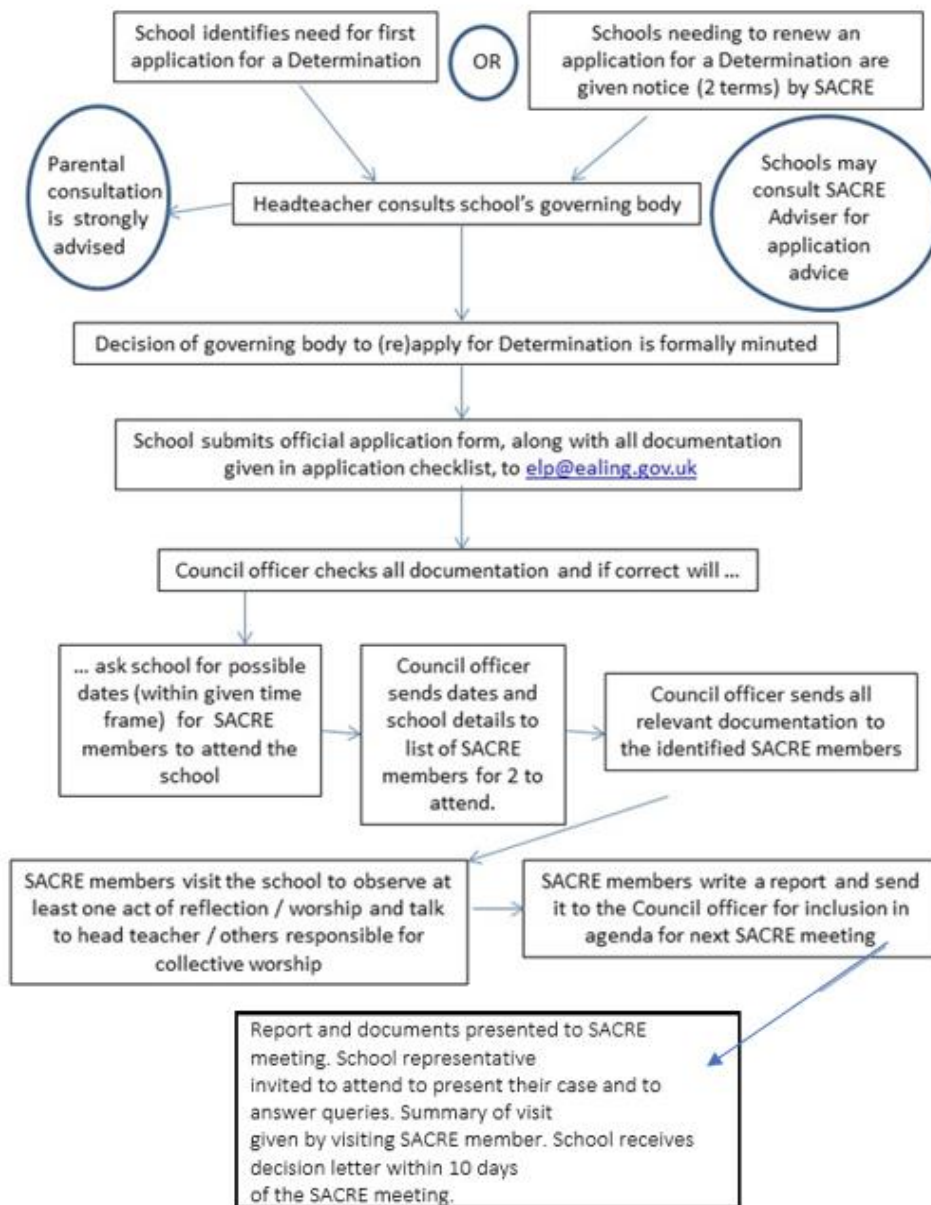 School identifies need for first
application for a Determination
OR
Schools needing to renew an
application for a Determination are
given notice (2 terms) by SACRE
Parental
consultation
is strongly
advised
Headteacher consults school’s governing body
Schools may
consult SACRE
Adviser for
application
advice
Decision of governing body to (re)apply for Determination is formally minuted
School submits official application form, along with all documentation
given in application checklist, to elp@ealing.gov.uk
Council officer checks all documentation and if correct will ...
... ask school for possible
dates (within given time
frame) for SACRE
members to attend the
school
Council officer
sends dates and
school details to
list of SACRE
members for 2 to
attend.
Council officer sends all
relevant documentation to
the identified SACRE members
SACRE members visit the school to observe at
least one act of reflection / worship and talk
to head teacher / others responsible for
collective worship
SACRE members write a report and send
it to the Council officer for inclusion in
agenda for next SACRE meeting
Report and documents presented to SACRE
meeting. School representative
invited to attend to present their case and to
answer queries. Summary of visit
given by visiting SACRE member. School receives
decision letter within 10 days
of the SACRE meeting.